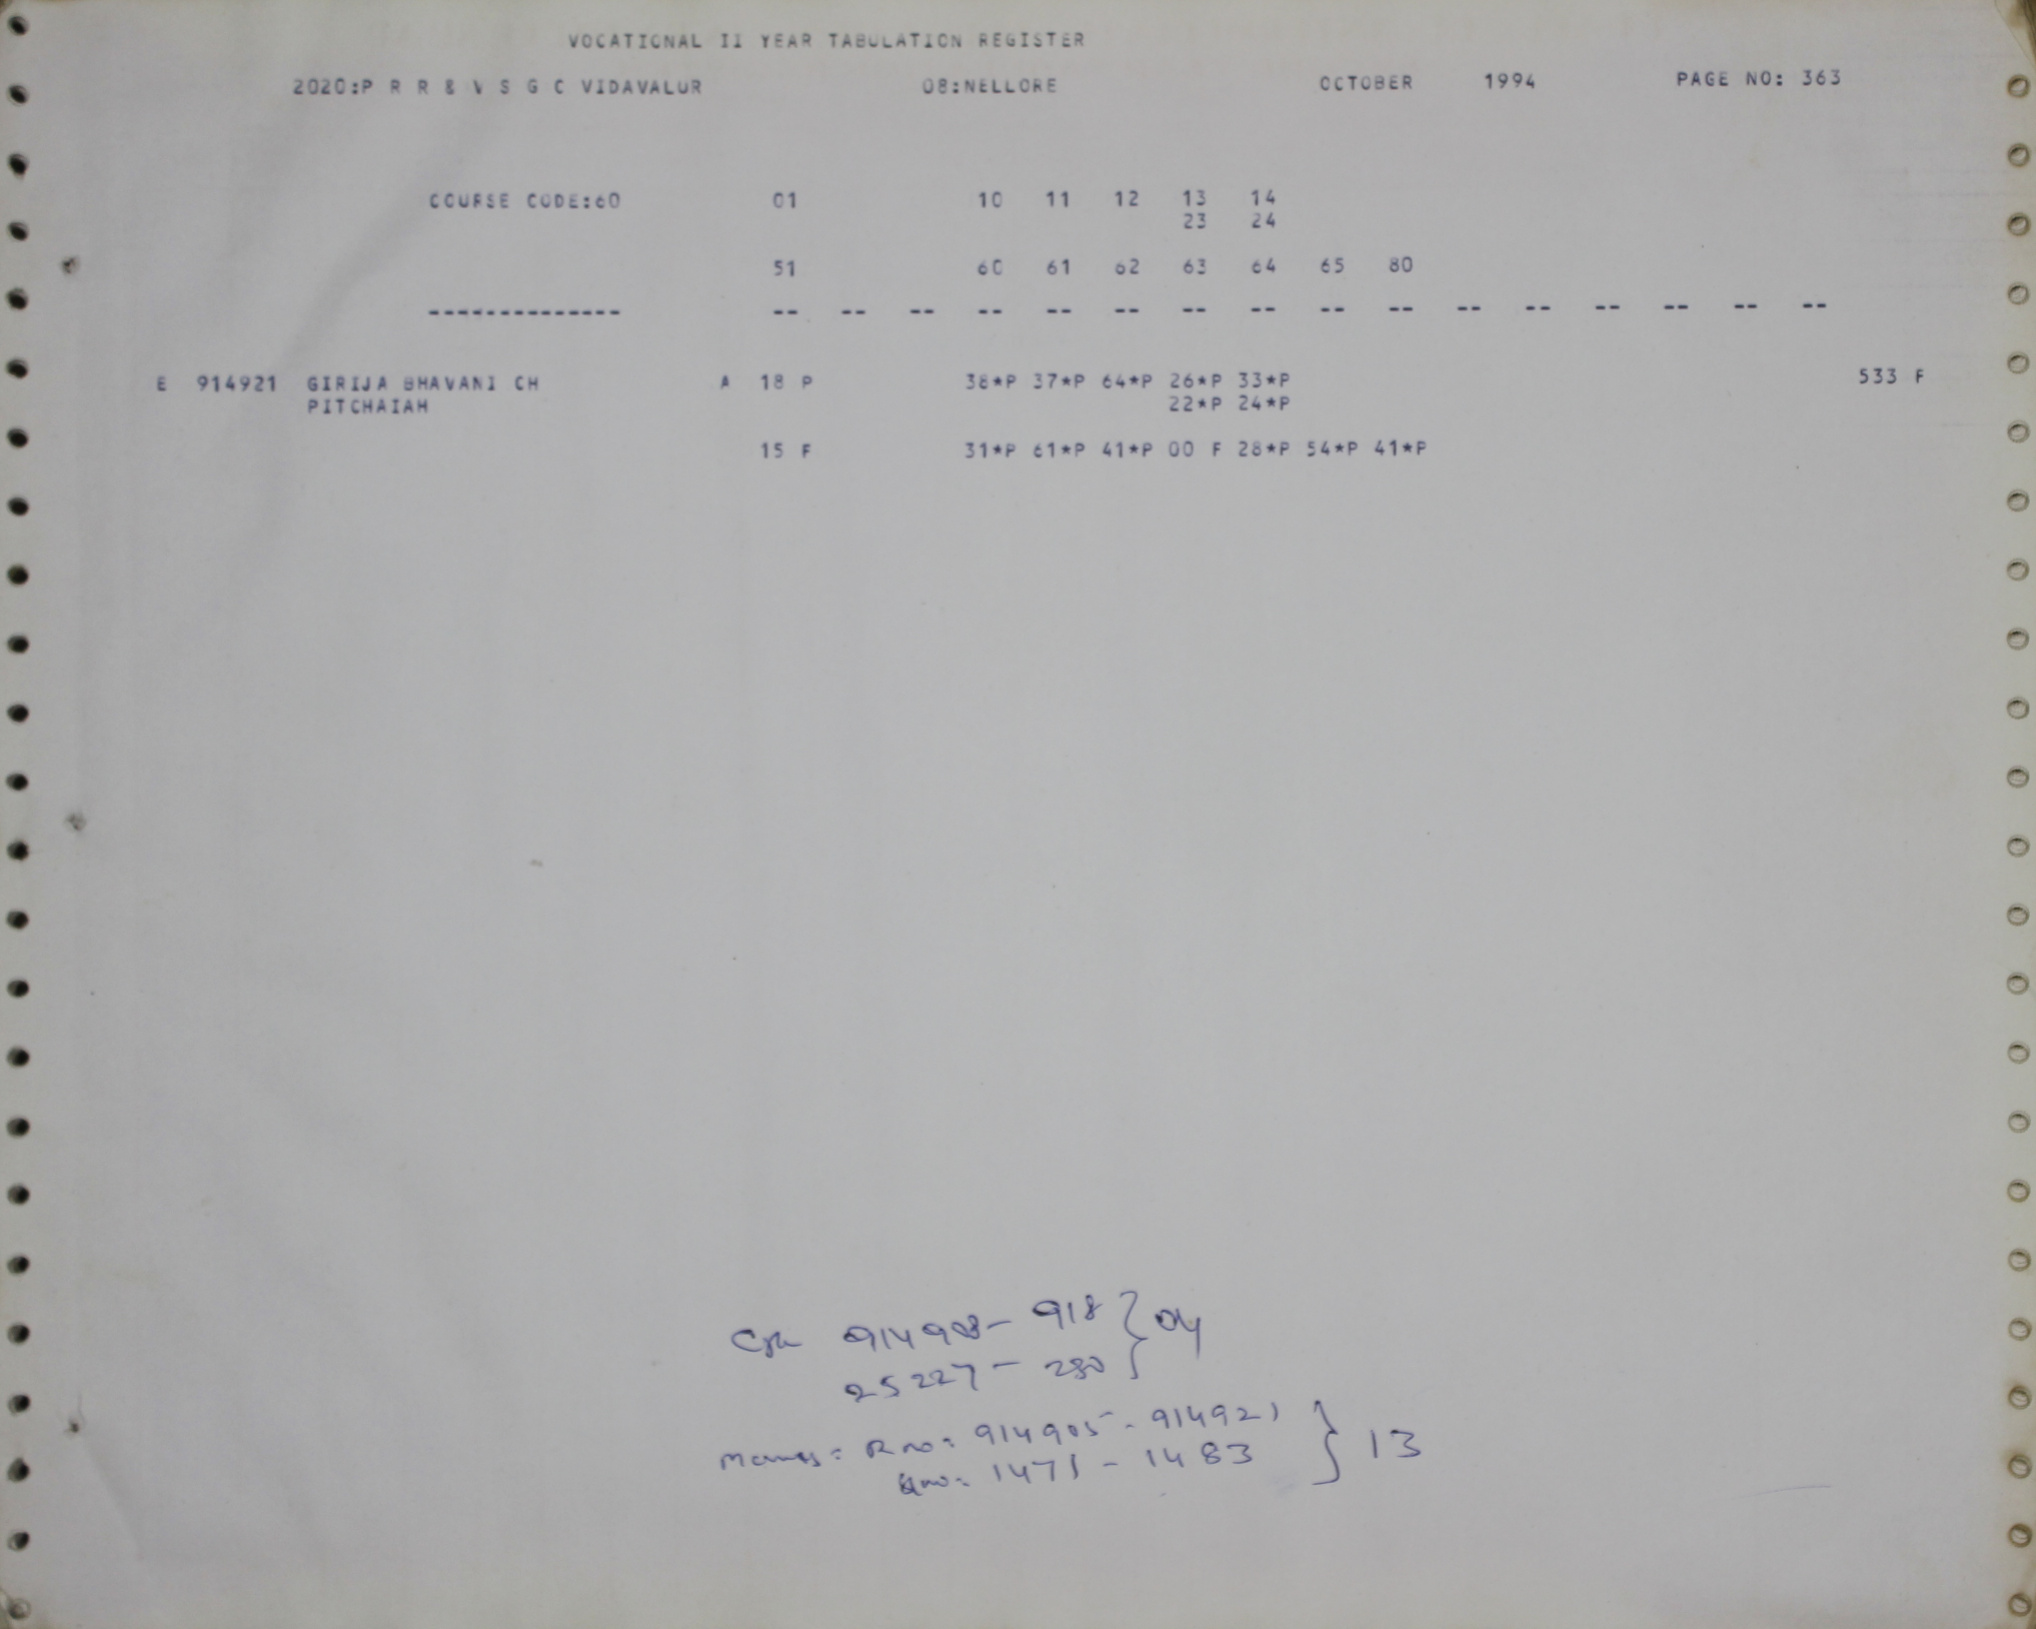 VOCATIONAL II YEAR TABULATION REGISTER
2020:P R R & V S G C VIDAVALUR 08:NELLORE OCTOBER 1994 PAGE NO: 363
COURSE CODE:60 01 10 11 12 13 14
23 24
51 60 61 62 63 64 65 80
-------------- -- -- -- -- -- -- -- -- -- -- -- -- -- -- -- --
E 914921 GIRIJA BHAVANI CH A 18 P 38*P 37*P 64*P 26*P 33*P 533 F
PITCHAIAH 22*P 24*P
15 F 31*P 61*P 41*P 00 F 28*P 54*P 41*P
914908- 918 } 04
25227 - 230
R no: 914905 - 914921 } 13
1471 - 1483